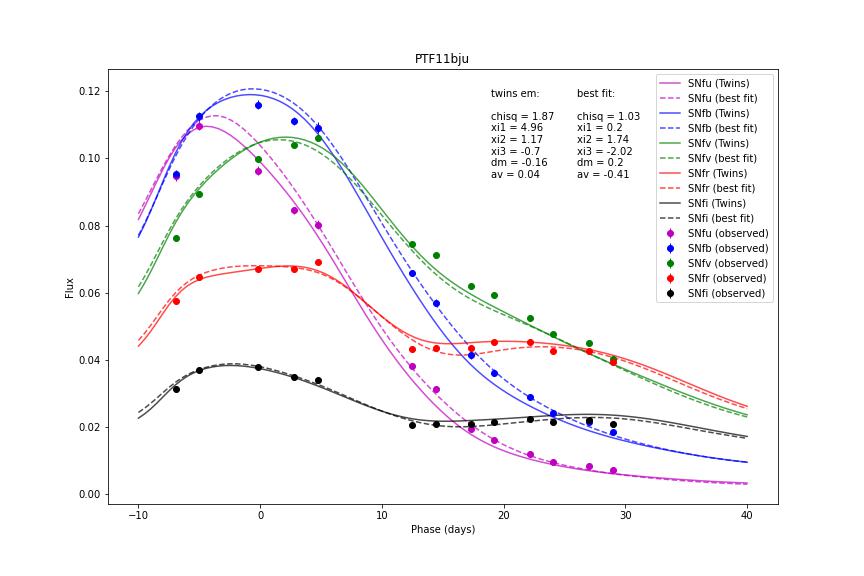 PTF11bju
twins em:
chisq = 1.87
xi1 = 4.96
xi2 = 1.17
xi3 = -0.7
dm = -0.16
av = 0.04
best fit:
chisq = 1.03
xi1 = 0.2
xi2 = 1.74
xi3 = -2.02
dm = 0.2
av = -0.41
SNfu (Twins)
SNfu (best fit)
SNfb (Twins)
SNfb (best fit)
SNfv (Twins)
SNfv (best fit)
SNfr (Twins)
SNfr (best fit)
SNfi (Twins)
SNfi (best fit)
SNfu (observed)
SNfb (observed)
SNfv (observed)
SNfr (observed)
SNfi (observed)
Flux
0.12
0.10
0.08
0.06
0.04
0.02
0.00
−10 0 10 20 30 40
Phase (days)